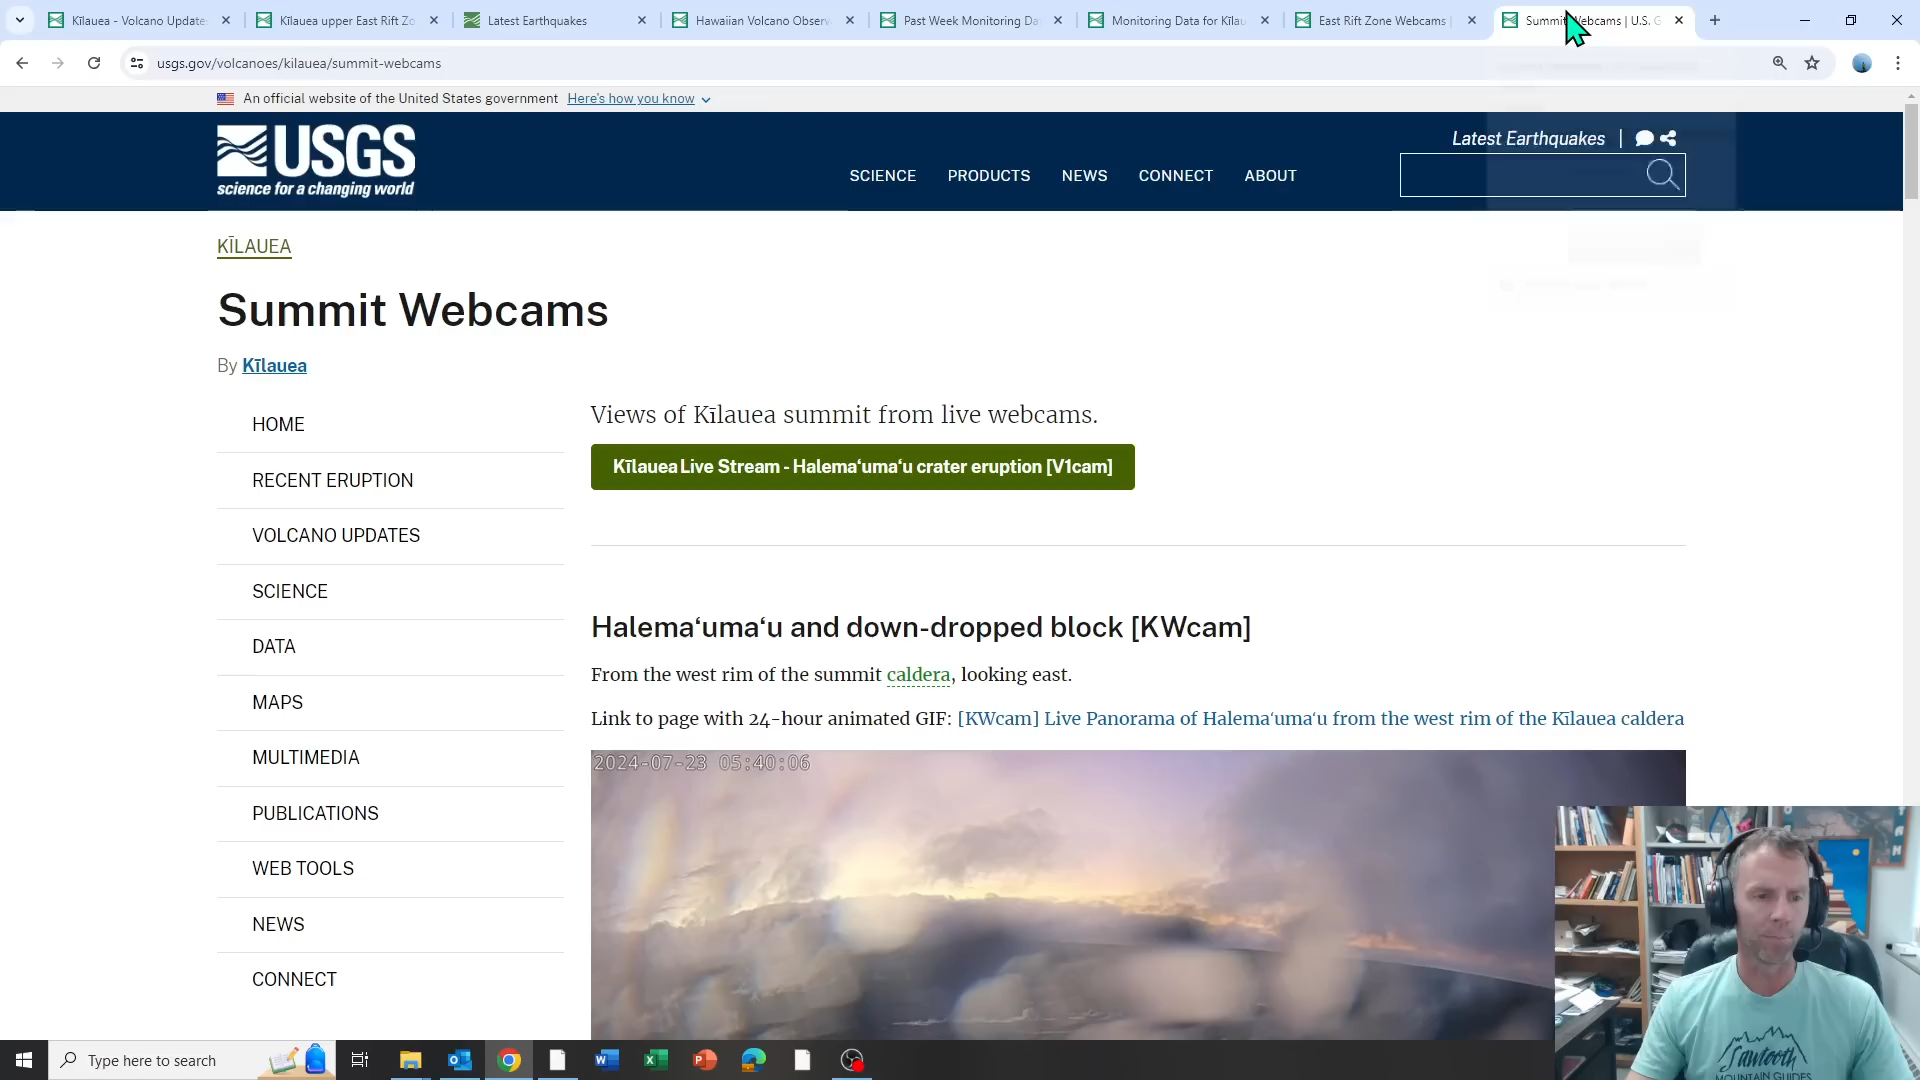 Kīlauea - Volcano Update
Kīlauea upper East Rift Zo
Latest Earthquakes
Hawaiian Volcano Observ
Past Week Monitoring Da
Monitoring Data for Kīlau
East Rift Zone Webcams |
Summit Webcams | U.S. G
usgs.gov/volcanoes/kilauea/summit-webcams
An official website of the United States government Here's how you know
USGS
science for a changing world
Latest Earthquakes |
SCIENCE PRODUCTS NEWS CONNECT ABOUT
KĪLAUEA
Summit Webcams
By Kīlauea
HOME
RECENT ERUPTION
VOLCANO UPDATES
SCIENCE
DATA
MAPS
MULTIMEDIA
PUBLICATIONS
WEB TOOLS
NEWS
CONNECT
Views of Kīlauea summit from live webcams.
Kīlauea Live Stream - Halemaʻumaʻu crater eruption [V1cam]
Halemaʻumaʻu and down-dropped block [KWcam]
From the west rim of the summit caldera, looking east.
Link to page with 24-hour animated GIF: [KWcam] Live Panorama of Halemaʻumaʻu from the west rim of the Kīlauea caldera
2024-07-23 05:40:06
Sawtooth
MOUNTAIN GUIDES
Type here to search